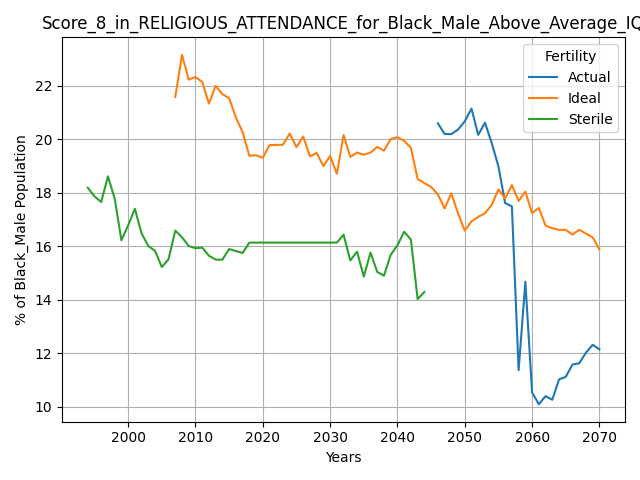 Score_8_in_RELIGIOUS_ATTENDANCE_for_Black_Male_Above_Average_IQ
Fertility
Actual
Ideal
Sterile
% of Black_Male Population
22
20
18
16
14
12
10
2000 2010 2020 2030 2040 2050 2060 2070
Years